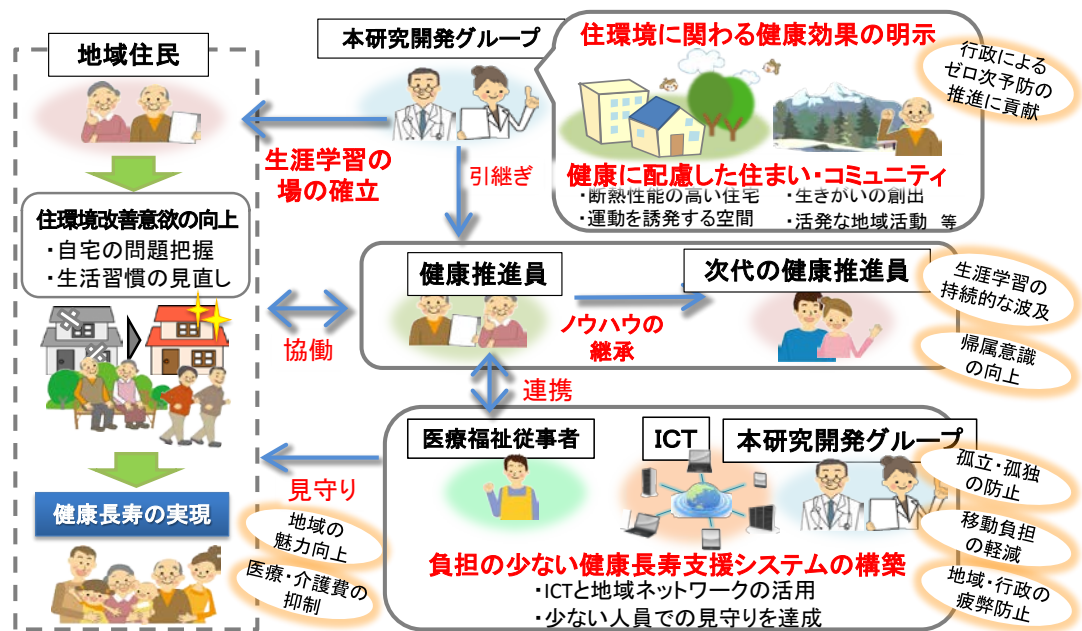 地域住民
本研究開発グループ
住環境に関わる健康効果の明示
行政による
ゼロ次予防の
推進に貢献
生涯学習の
場の確立
引継ぎ
健康に配慮した住まい・コミュニティ
・断熱性能の高い住宅
・運動を誘発する空間
・生きがいの創出
・活発な地域活動 等
住環境改善意欲の向上
・自宅の問題把握
・生活習慣の見直し
健康推進員
次代の健康推進員
生涯学習の
持続的な波及
協働
ノウハウの
継承
帰属意識
の向上
連携
医療福祉従事者
ICT
本研究開発グループ
孤立・孤独
の防止
見守り
健康長寿の実現
地域の
魅力向上
移動負担
の軽減
負担の少ない健康長寿支援システムの構築
医療・介護費の
抑制
・ICTと地域ネットワークの活用
・少ない人員での見守りを達成
地域・行政の
疲弊防止